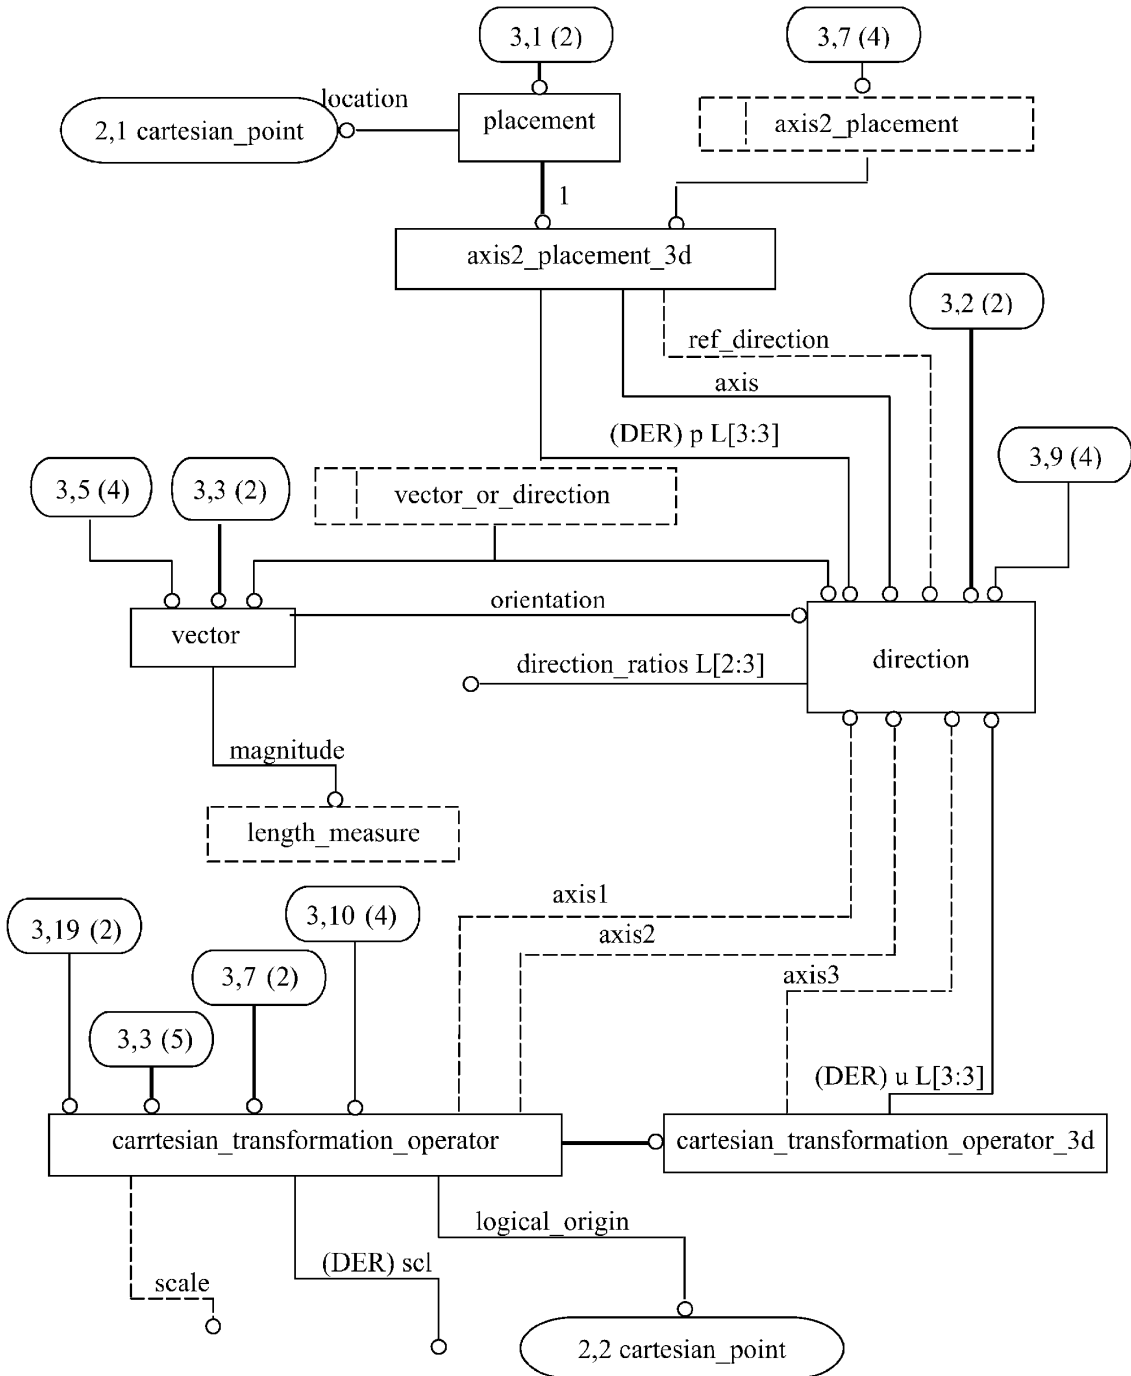 3,1 (2)
3,7 (4)
location
2,1 cartesian_point
placement
axis2_placement
1
axis2_placement_3d
3,2 (2)
ref_direction
axis
(DER) p L[3:3]
3,9 (4)
3,5 (4)
3,3 (2)
vector_or_direction
orientation
vector
direction
direction_ratios L[2:3]
magnitude
length_measure
axis1
3,10 (4)
3,19 (2)
axis2
3,7 (2)
axis3
3,3 (5)
(DER) u L[3:3]
carrtesian_transformation_operator
cartesian_transformation_operator_3d
logical_origin
(DER) scl
scale
2,2 cartesian_point